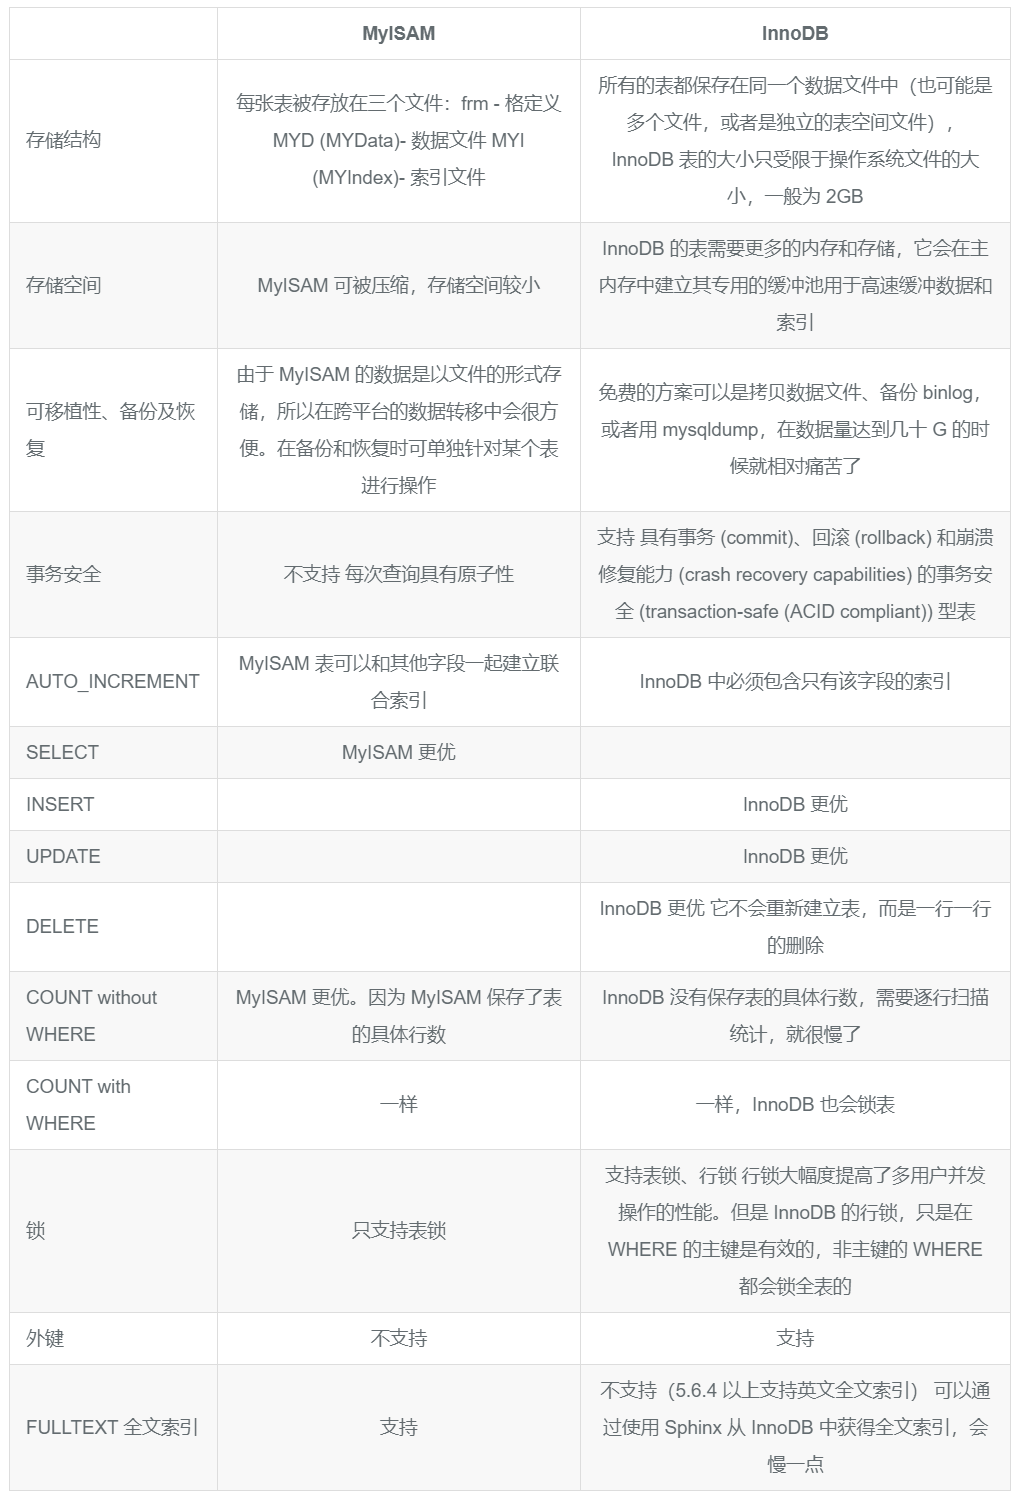 MyISAM
InnoDB
存储结构
每张表被存放在三个文件：frm - 格定义
MYD (MYData)- 数据文件 MYI
(MYIndex)- 索引文件
所有的表都保存在同一个数据文件中（也可能是
多个文件，或者是独立的表空间文件），
InnoDB 表的大小只受限于操作系统文件的大
小，一般为 2GB
存储空间
MyISAM 可被压缩，存储空间较小
InnoDB 的表需要更多的内存和存储，它会在主
内存中建立其专用的缓冲池用于高速缓冲数据和
索引
可移植性、备份及恢
复
由于 MyISAM 的数据是以文件的形式存
储，所以在跨平台的数据转移中会很方
便。在备份和恢复时可单独针对某个表
进行操作
免费的方案可以是拷贝数据文件、备份 binlog，
或者用 mysqldump，在数据量达到几十 G 的时
候就相对痛苦了
事务安全
不支持 每次查询具有原子性
支持 具有事务 (commit)、回滚 (rollback) 和崩溃
修复能力 (crash recovery capabilities) 的事务安
全 (transaction-safe (ACID compliant)) 型表
AUTO_INCREMENT
MyISAM 表可以和其他字段一起建立联
合索引
InnoDB 中必须包含只有该字段的索引
SELECT
MyISAM 更优
INSERT
InnoDB 更优
UPDATE
InnoDB 更优
DELETE
InnoDB 更优 它不会重新建立表，而是一行一行
的删除
COUNT without
WHERE
MyISAM 更优。因为 MyISAM 保存了表
的具体行数
InnoDB 没有保存表的具体行数，需要逐行扫描
统计，就很慢了
COUNT with
WHERE
一样
一样，InnoDB 也会锁表
锁
只支持表锁
支持表锁、行锁 行锁大幅度提高了多用户并发
操作的性能。但是 InnoDB 的行锁，只是在
WHERE 的主键是有效的，非主键的 WHERE
都会锁全表的
外键
不支持
支持
FULLTEXT 全文索引
支持
不支持（5.6.4 以上支持英文全文索引） 可以通
过使用 Sphinx 从 InnoDB 中获得全文索引，会
慢一点